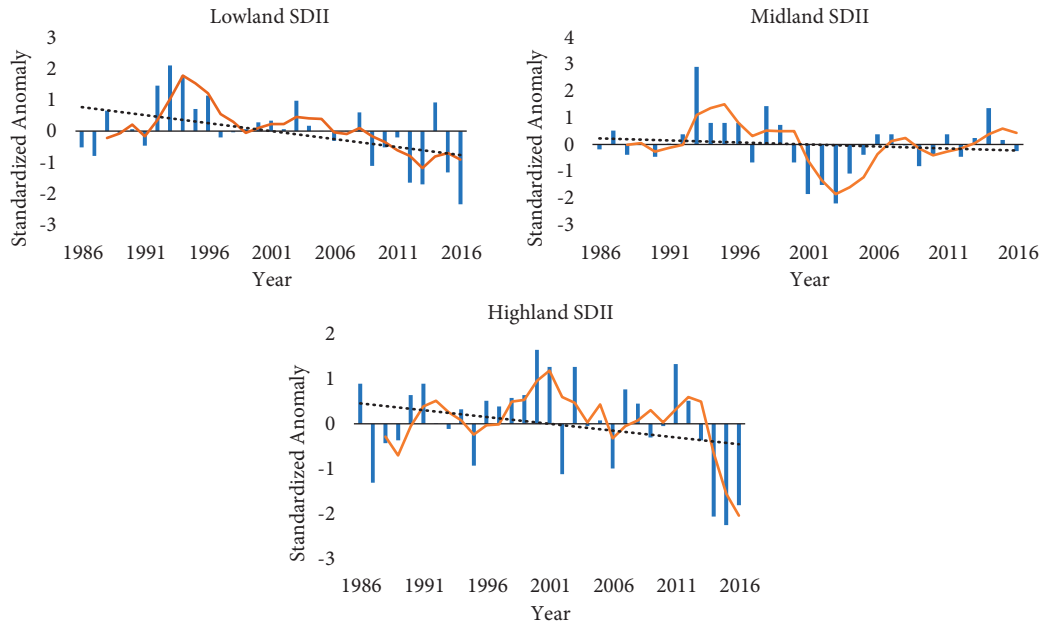 Lowland SDII
Standardized Anomaly
3
2
1
0
-1
-2
-3
1986 1991 1996 2001 2006 2011 2016
Year
Midland SDII
Standardized Anomaly
4
3
2
1
0
-1
-2
-3
1986 1991 1996 2001 2006 2011 2016
Year
Highland SDII
Standardized Anomaly
2
1
0
-1
-2
-3
1986 1991 1996 2001 2006 2011 2016
Year